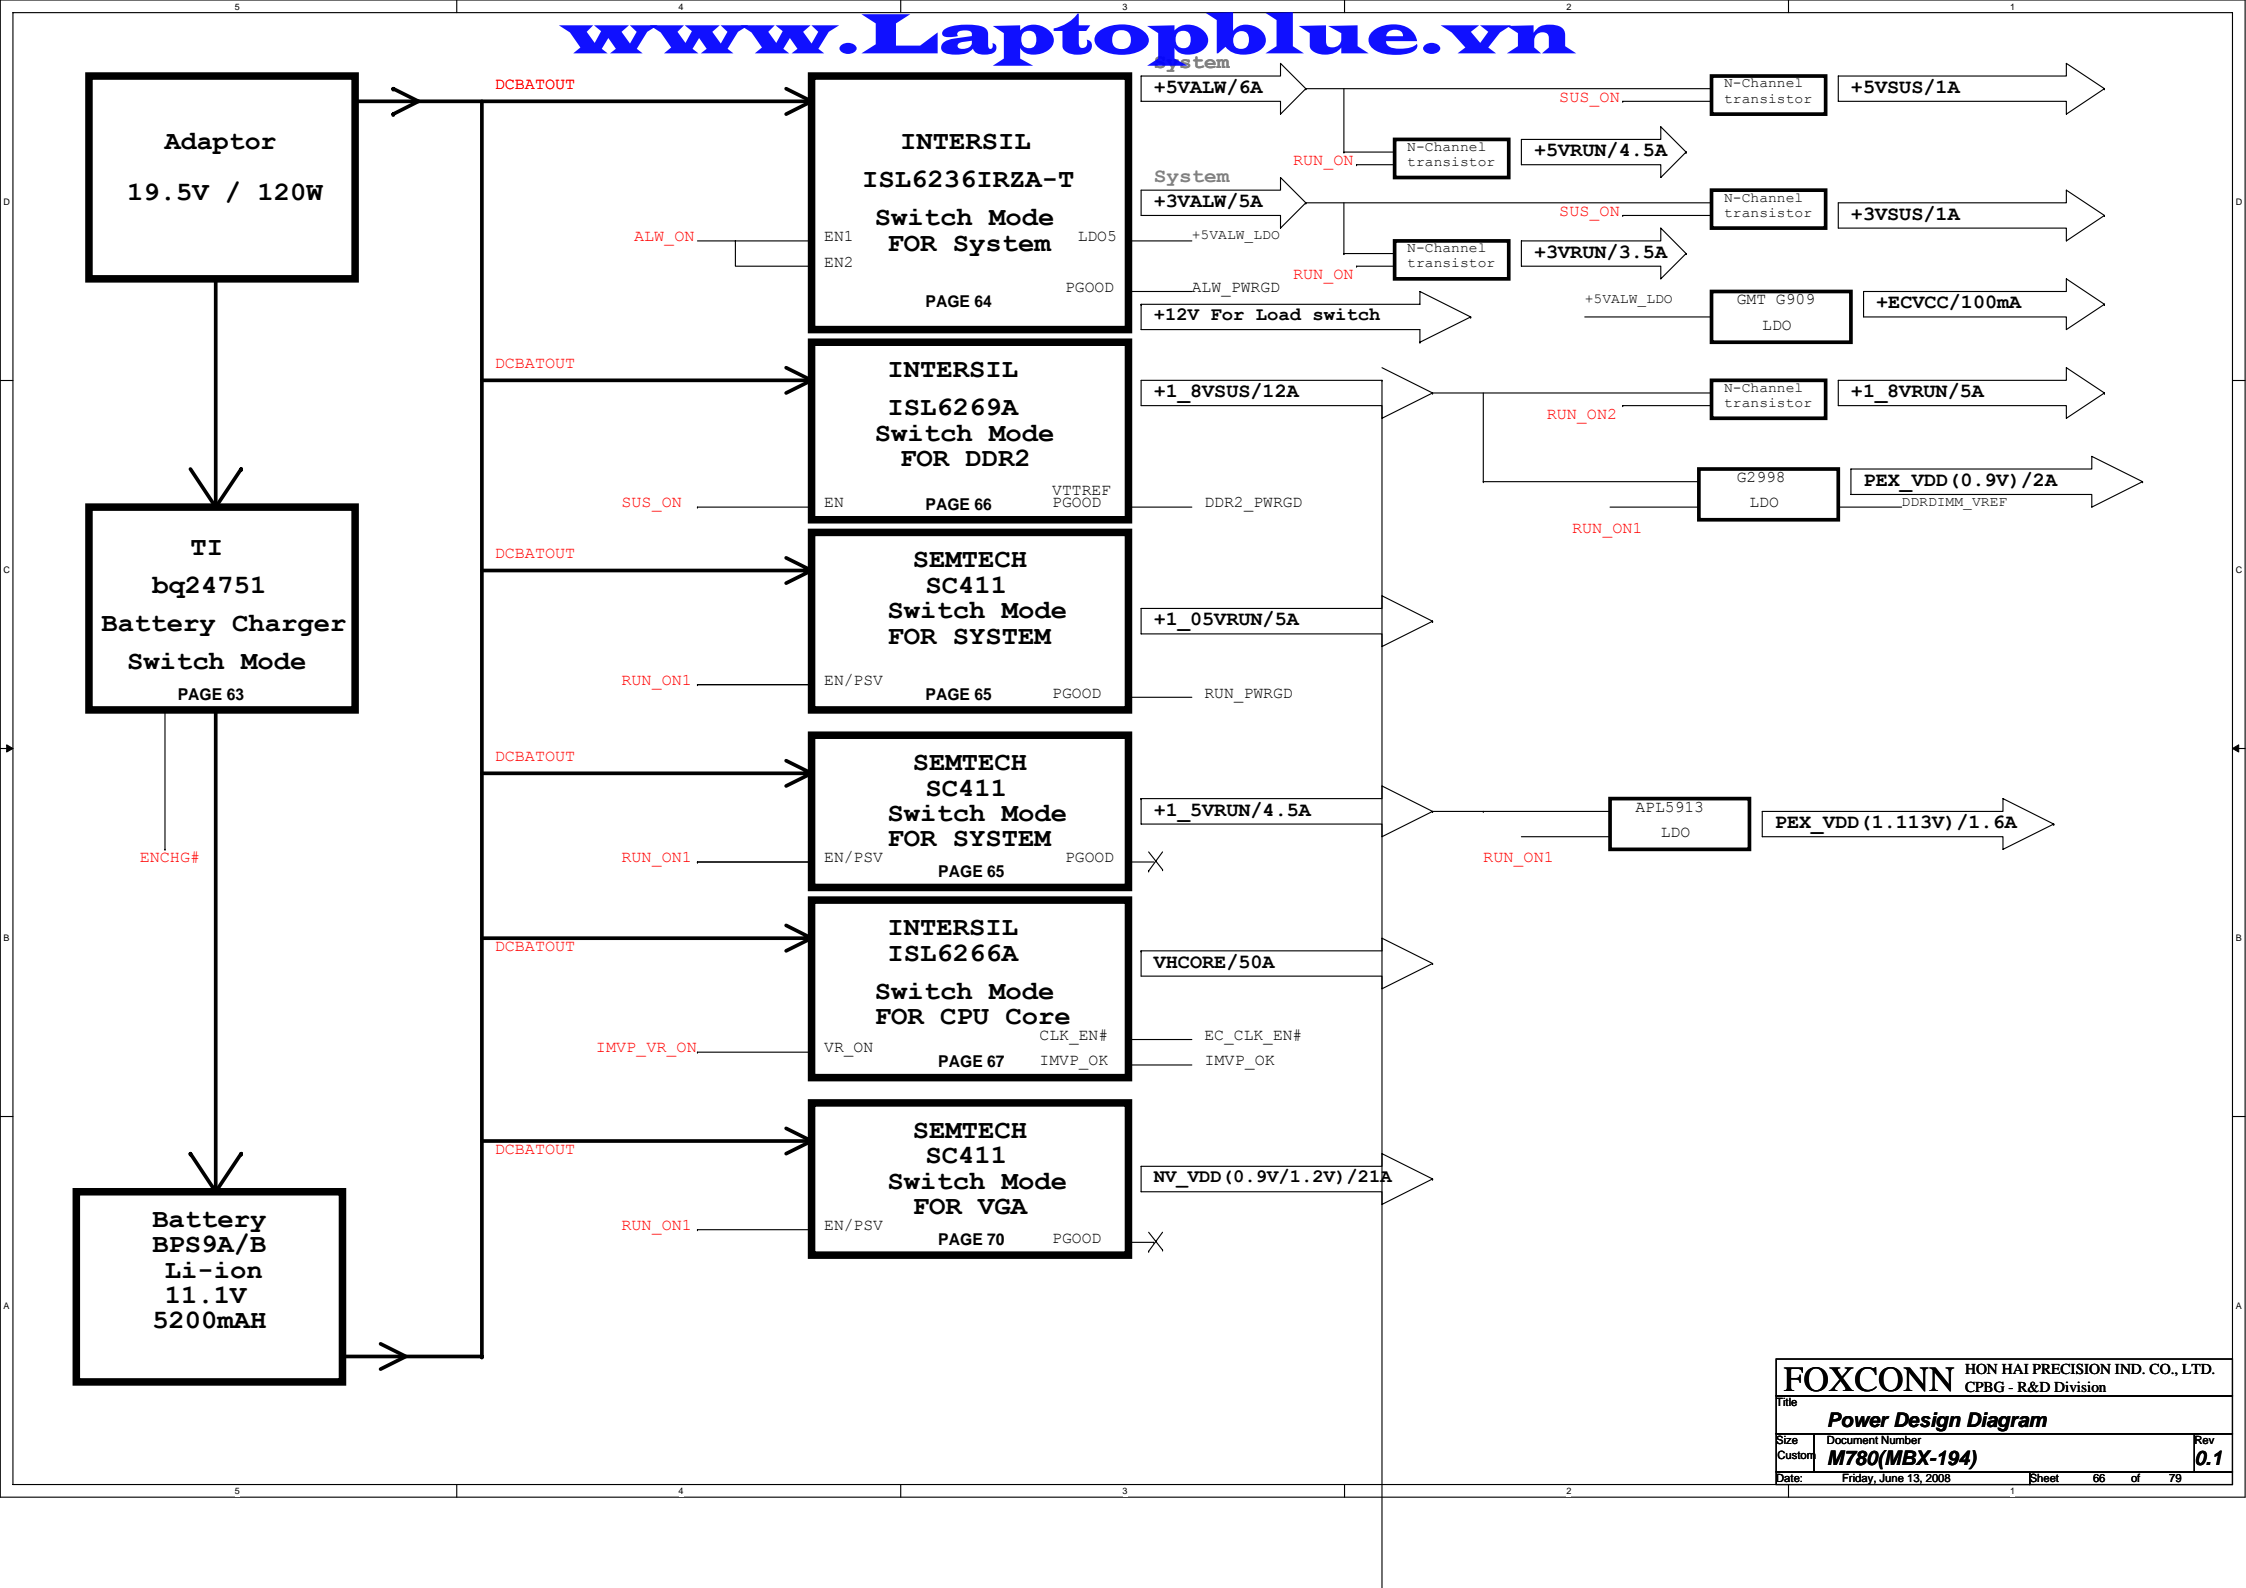 5
4
3
2
1
www.Laptopblue.vn
Adaptor
19.5V / 120W
TI
bq24751
Battery Charger
Switch Mode
PAGE 63
ENCHG#
Battery
BPS9A/B
Li-ion
11.1V
5200mAH
DCBATOUT
INTERSIL
ISL6236IRZA-T
Switch Mode
FOR System
ALW_ON
EN1
EN2
LDO5
+5VALW_LDO
PGOOD
ALW_PWRGD
PAGE 64
System
+5VALW/6A
SUS_ON
N-Channel
transistor
+5VSUS/1A
RUN_ON
N-Channel
transistor
+5VRUN/4.5A
System
+3VALW/5A
SUS_ON
N-Channel
transistor
+3VSUS/1A
RUN_ON
N-Channel
transistor
+3VRUN/3.5A
+12V For Load switch
+5VALW_LDO
GMT G909
LDO
+ECVCC/100mA
DCBATOUT
INTERSIL
ISL6269A
Switch Mode
FOR DDR2
SUS_ON
EN
PAGE 66
VTTREF
PGOOD
DDR2_PWRGD
+1_8VSUS/12A
RUN_ON2
N-Channel
transistor
+1_8VRUN/5A
G2998
LDO
RUN_ON1
PEX_VDD(0.9V)/2A
DDRDIMM_VREF
DCBATOUT
SEMTECH
SC411
Switch Mode
FOR SYSTEM
RUN_ON1
EN/PSV
PAGE 65
PGOOD
RUN_PWRGD
+1_05VRUN/5A
DCBATOUT
SEMTECH
SC411
Switch Mode
FOR SYSTEM
RUN_ON1
EN/PSV
PAGE 65
PGOOD
+1_5VRUN/4.5A
APL5913
LDO
RUN_ON1
PEX_VDD(1.113V)/1.6A
DCBATOUT
INTERSIL
ISL6266A
Switch Mode
FOR CPU Core
IMVP_VR_ON
VR_ON
PAGE 67
CLK_EN#
EC_CLK_EN#
IMVP_OK
IMVP_OK
VHCORE/50A
DCBATOUT
SEMTECH
SC411
Switch Mode
FOR VGA
RUN_ON1
EN/PSV
PAGE 70
PGOOD
NV_VDD(0.9V/1.2V)/21A
D
C
B
A
D
C
B
A
FOXCONN
HON HAI PRECISION IND. CO., LTD.
CPBG - R&D Division
Title
Power Design Diagram
Size
Custom
Document Number
M780(MBX-194)
Rev
0.1
Date: Friday, June 13, 2008
Sheet 66 of 79
5
4
3
2
1